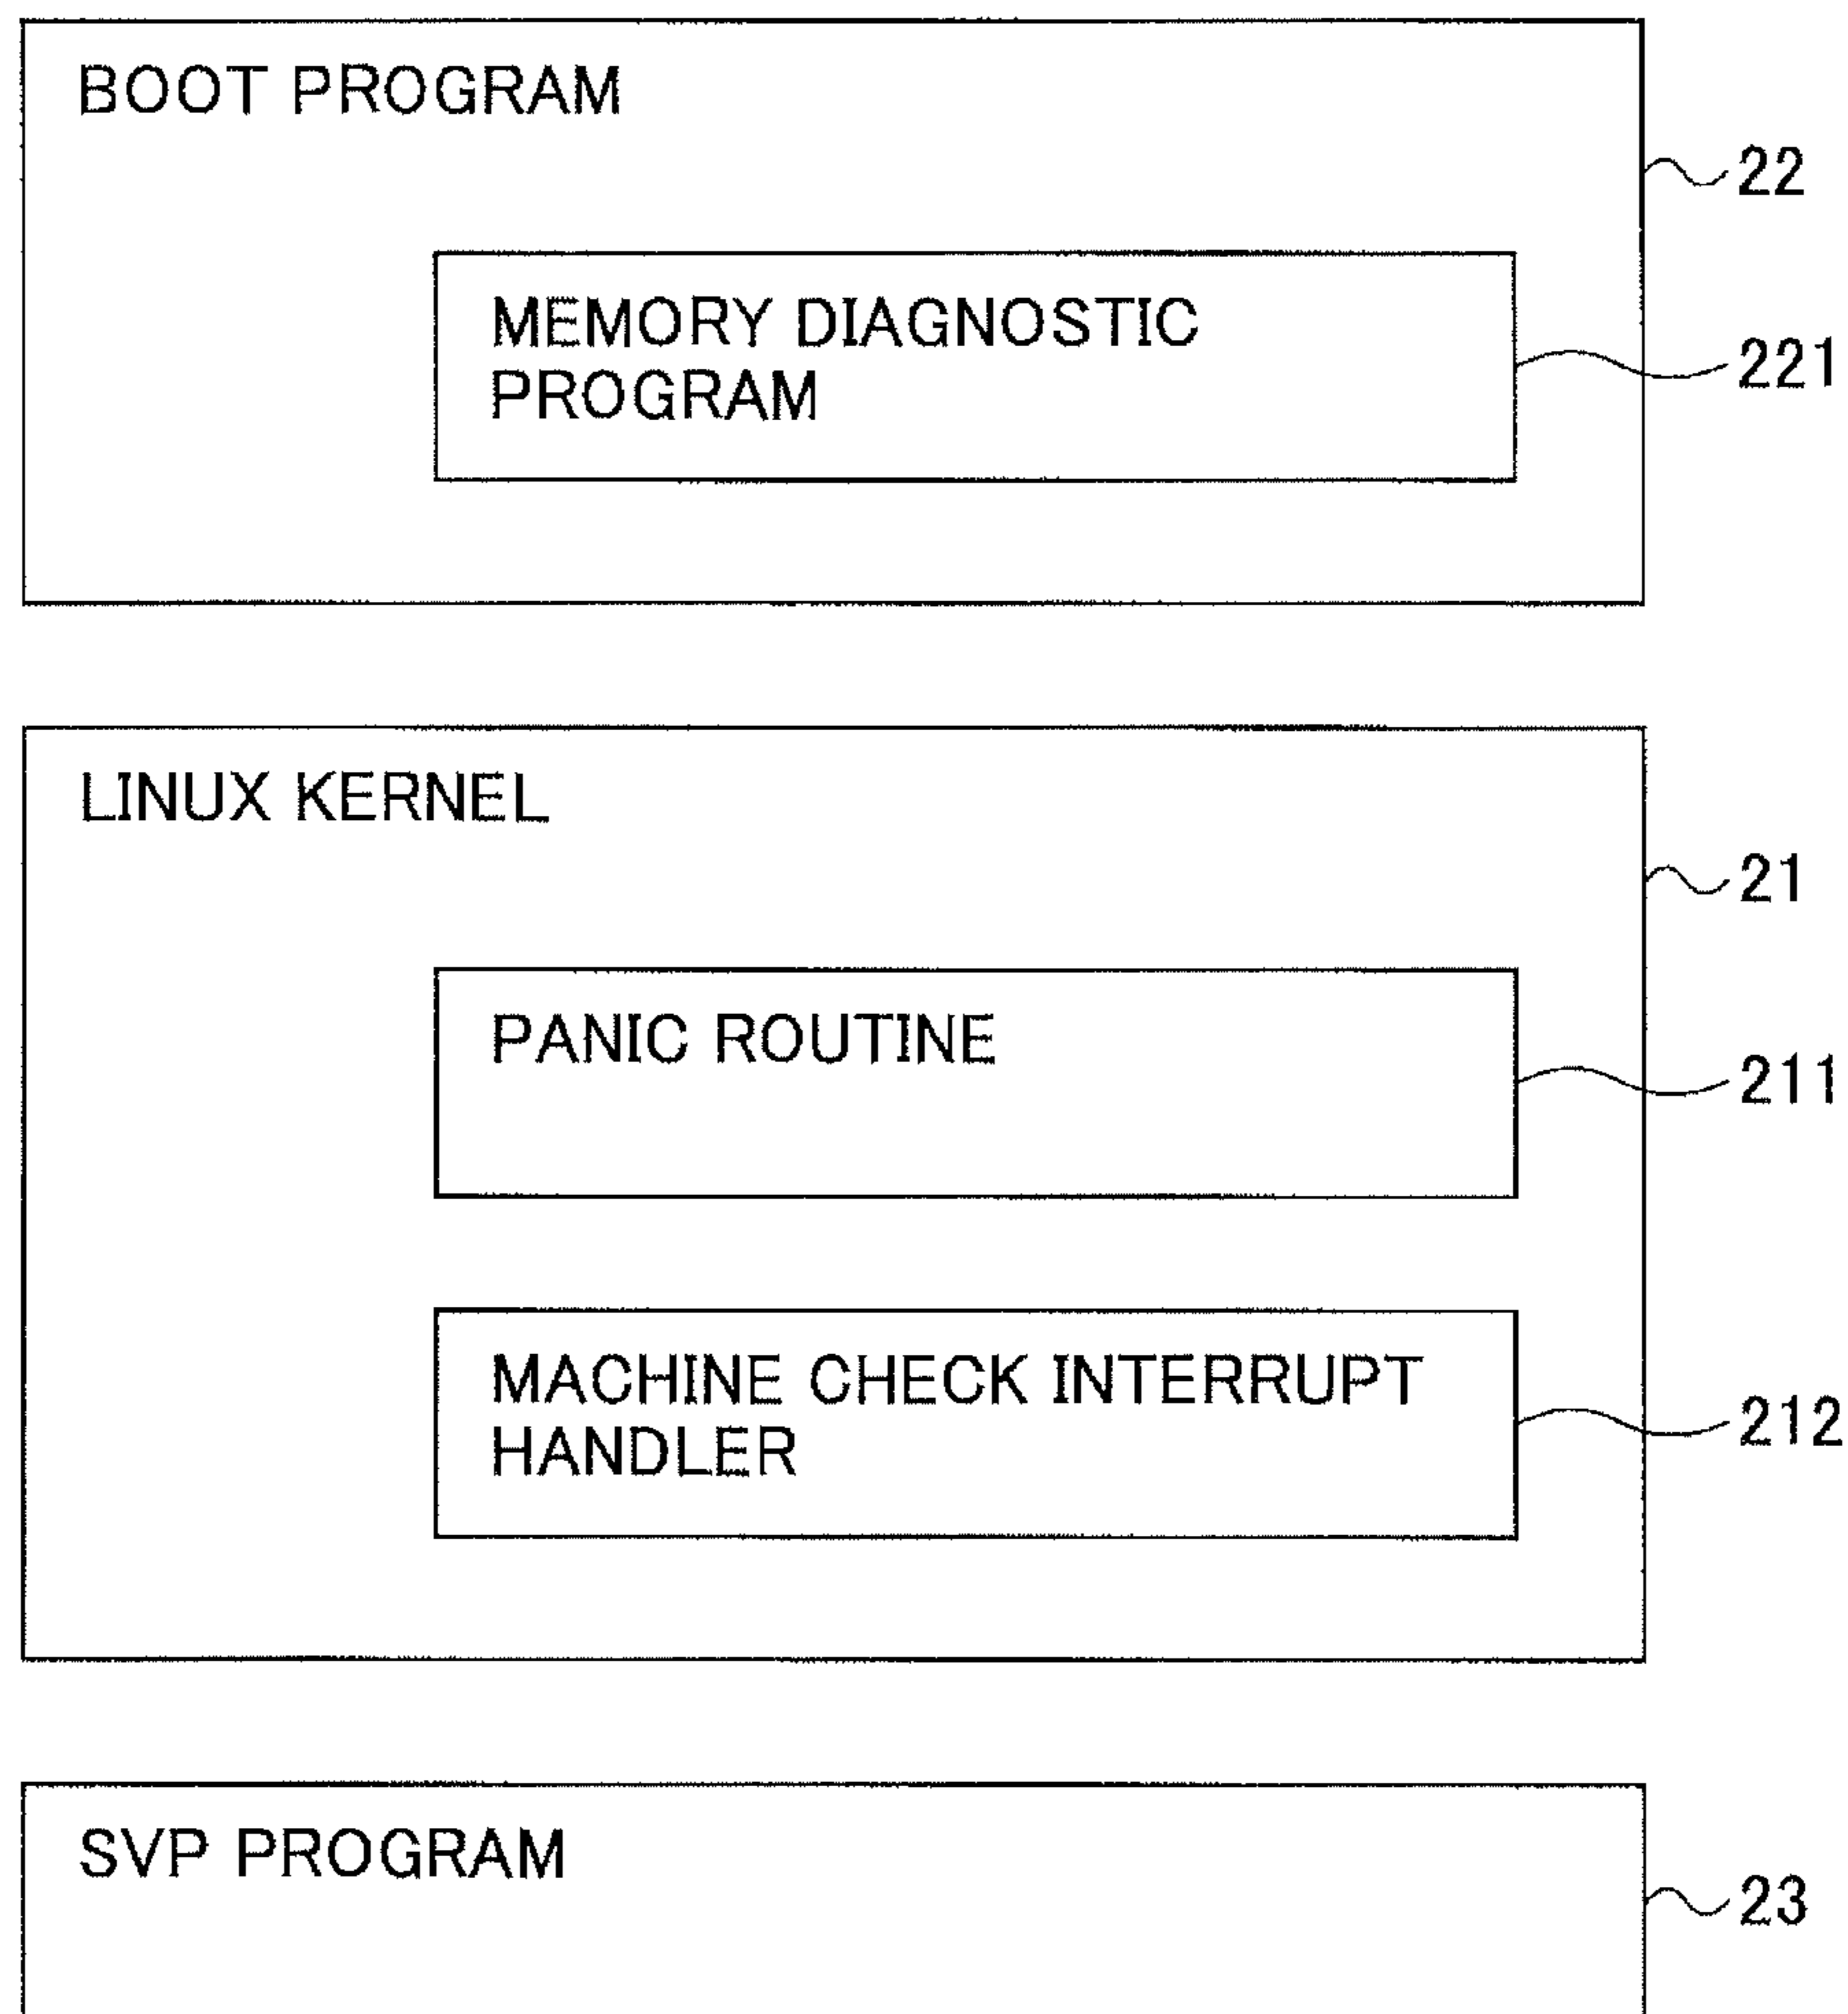 BOOT PROGRAM
22
MEMORY DIAGNOSTIC
PROGRAM
221
LINUX KERNEL
21
PANIC ROUTINE
211
MACHINE CHECK INTERRUPT
HANDLER
212
SVP PROGRAM
23